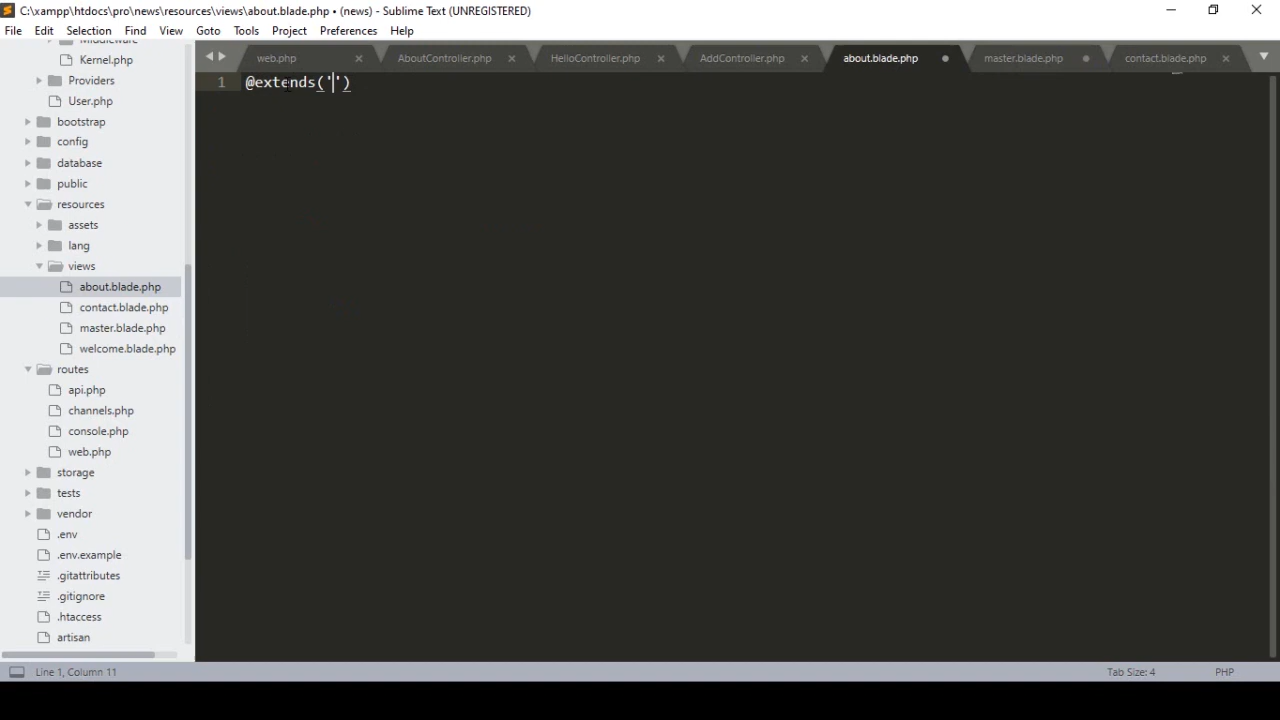 C:\xampp\htdocs\pro\news\resources\views\about.blade.php • (news) - Sublime Text (UNREGISTERED)
File Edit Selection View Goto Tools Project Preferences Help
web.php AboutController.php HelloController.php AddController.php about.blade.php master.blade.php contact.blade.php
Middleware
Kernel.php
Providers
User.php
bootstrap
config
database
public
resources
assets
lang
views
about.blade.php
contact.blade.php
master.blade.php
welcome.blade.php
routes
api.php
channels.php
console.php
web.php
storage
tests
vendor
.env
.env.example
.gitattributes
.gitignore
.htaccess
artisan
1 @extends('')
Line 1, Column 11 Tab Size: 4 PHP